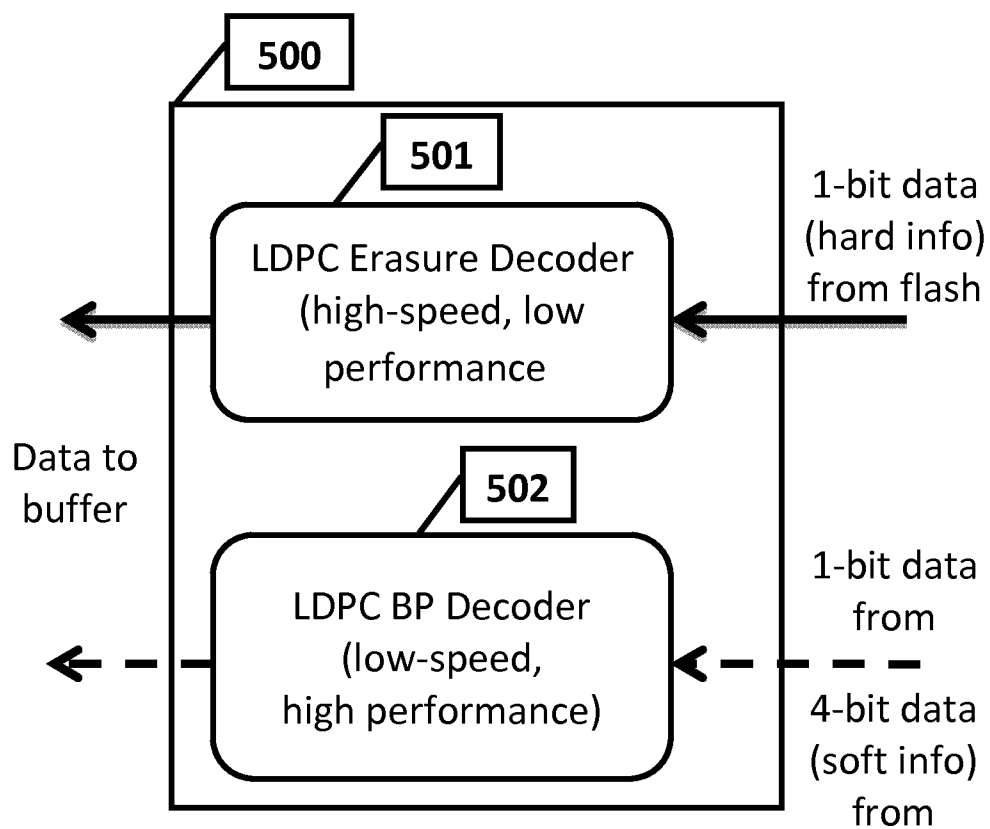 500
501
LDPC Erasure Decoder
(high-speed, low
performance
1-bit data
(hard info)
from flash
Data to
buffer
502
LDPC BP Decoder
(low-speed,
high performance)
1-bit data
from
4-bit data
(soft info)
from